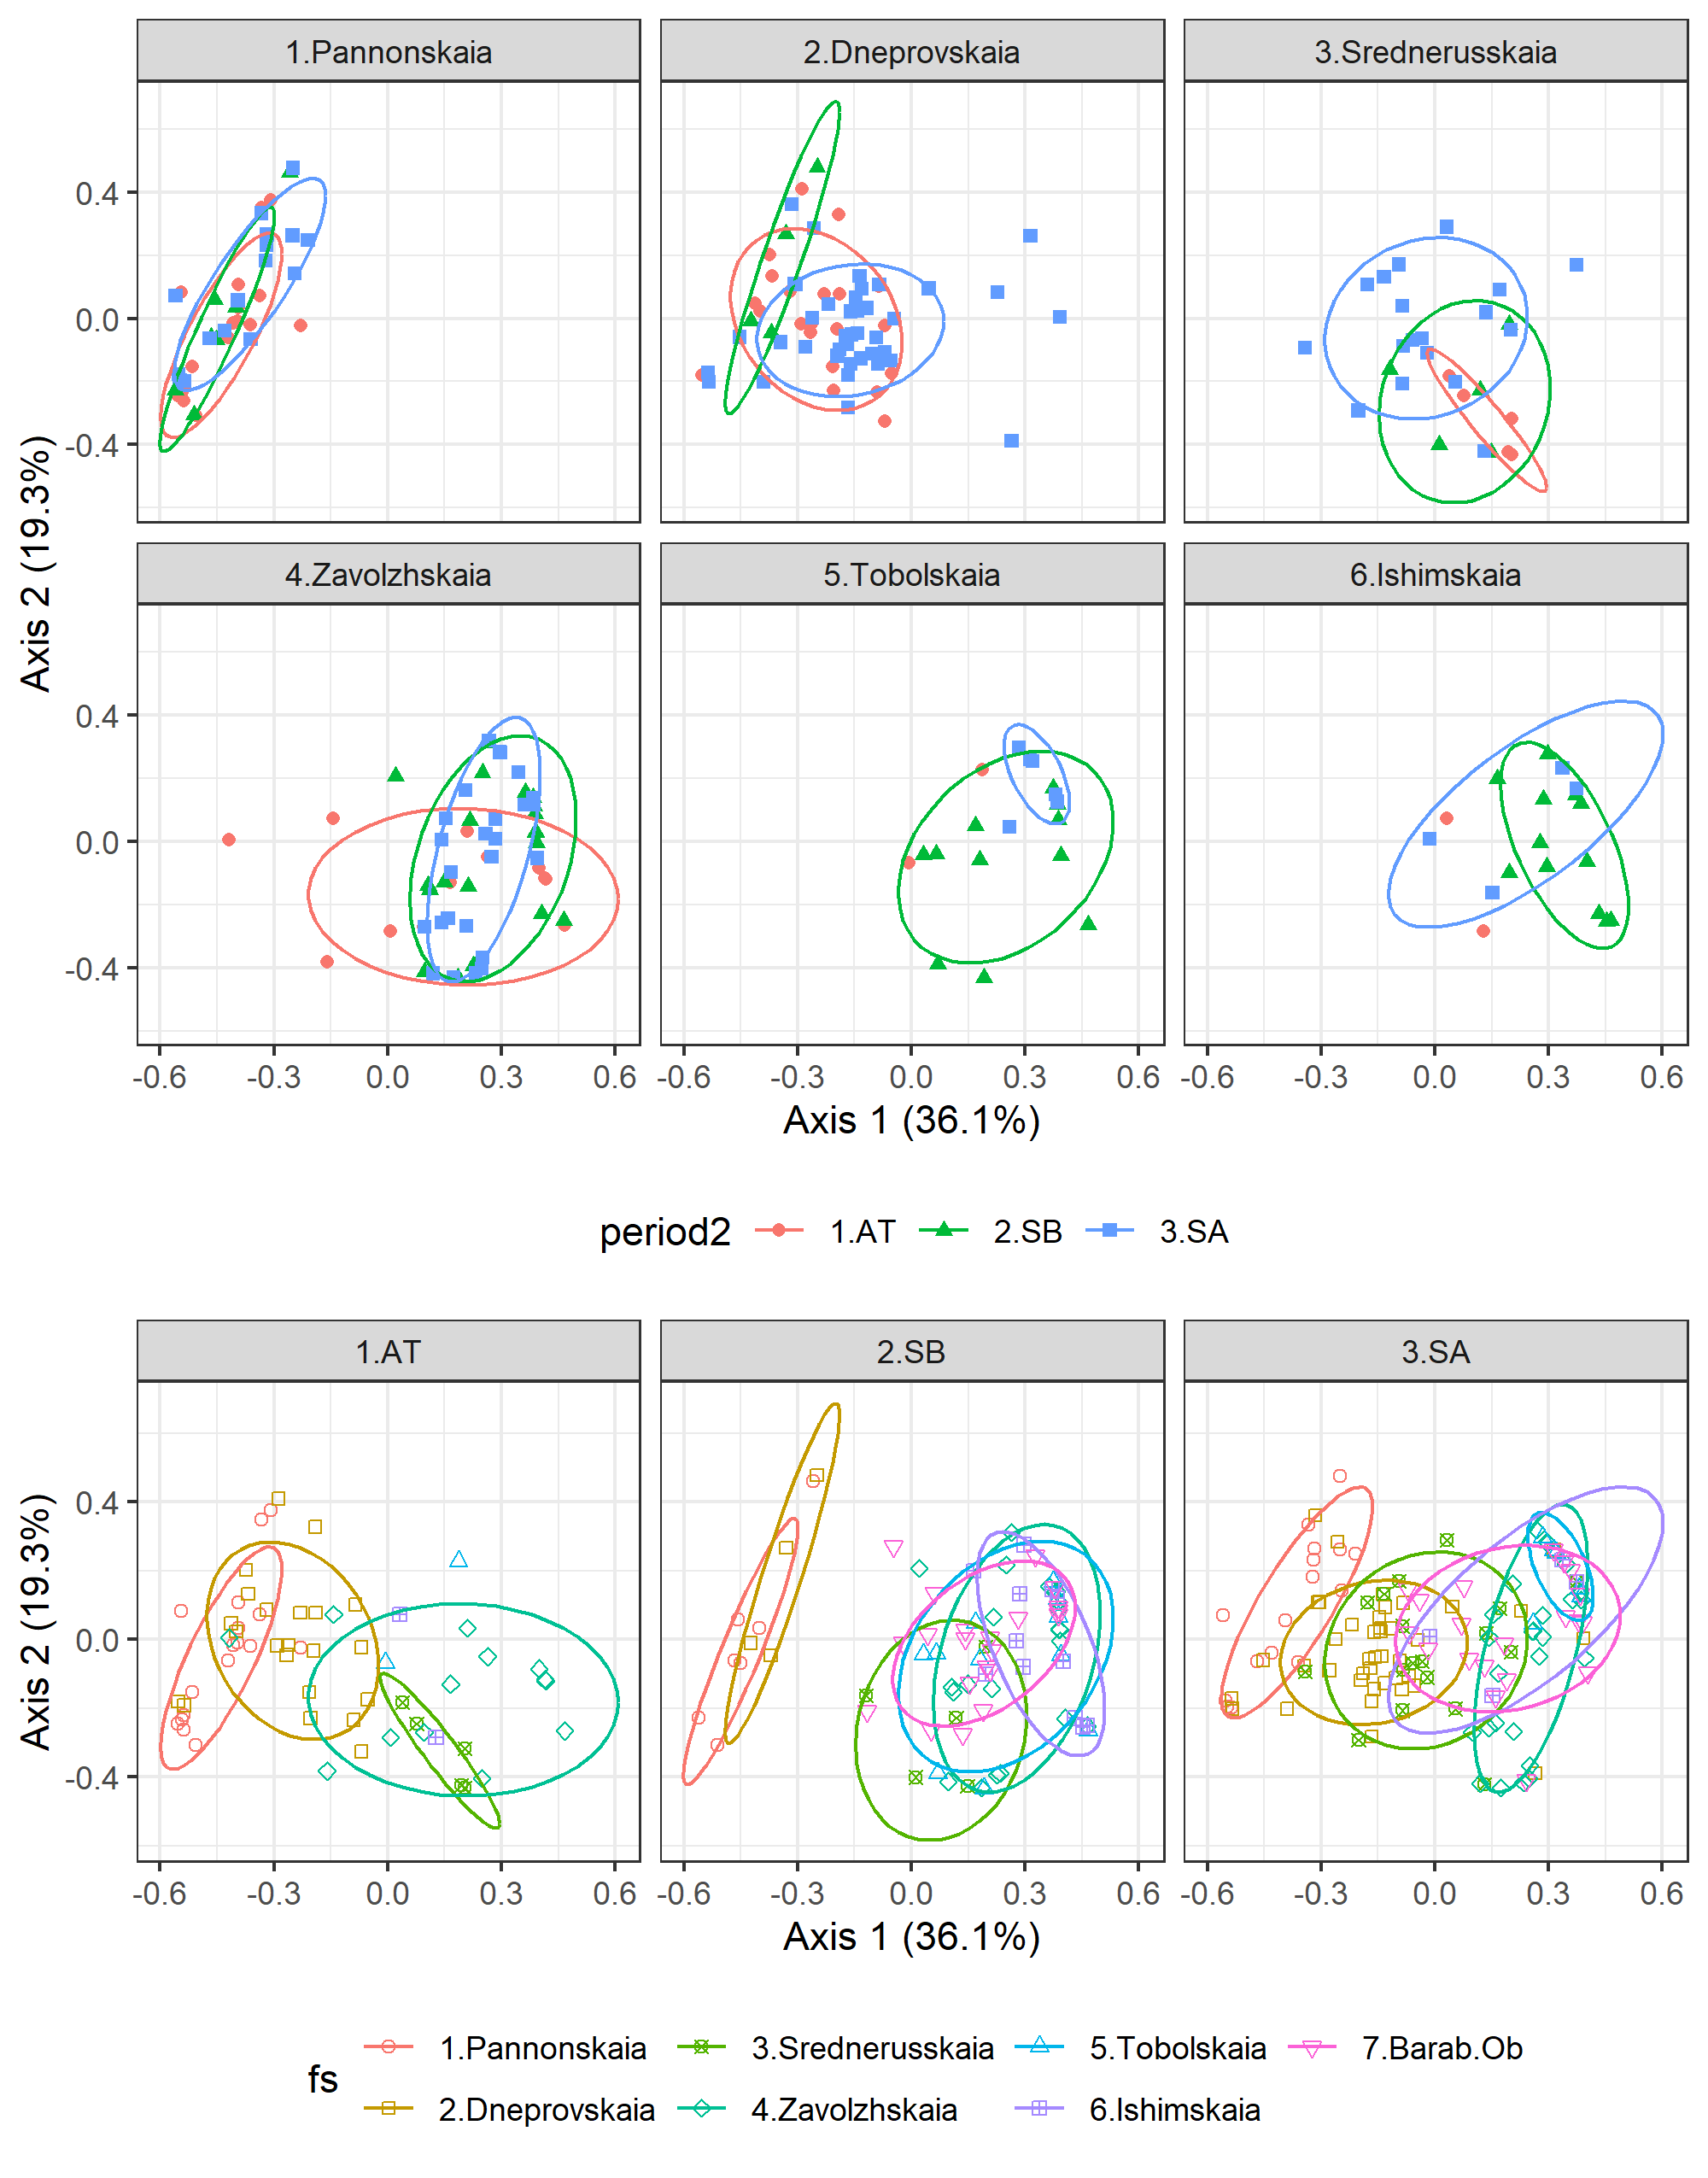 1.Pannonskaia 2.Dneprovskaia 3.Srednerusskaia
0.4
0.0
-0.4
4.Zavolzhskaia 5.Tobolskaia 6.Ishimskaia
0.4
0.0
-0.4
Axis 2 (19.3%)
-0.6 -0.3 0.0 0.3 0.6 -0.6 -0.3 0.0 0.3 0.6 -0.6 -0.3 0.0 0.3 0.6
Axis 1 (36.1%)
period2 1.AT 2.SB 3.SA
1.AT 2.SB 3.SA
0.4
0.0
-0.4
Axis 2 (19.3%)
-0.6 -0.3 0.0 0.3 0.6 -0.6 -0.3 0.0 0.3 0.6 -0.6 -0.3 0.0 0.3 0.6
Axis 1 (36.1%)
fs
1.Pannonskaia 3.Srednerusskaia 5.Tobolskaia 7.Barab.Ob
2.Dneprovskaia 4.Zavolzhskaia 6.Ishimskaia